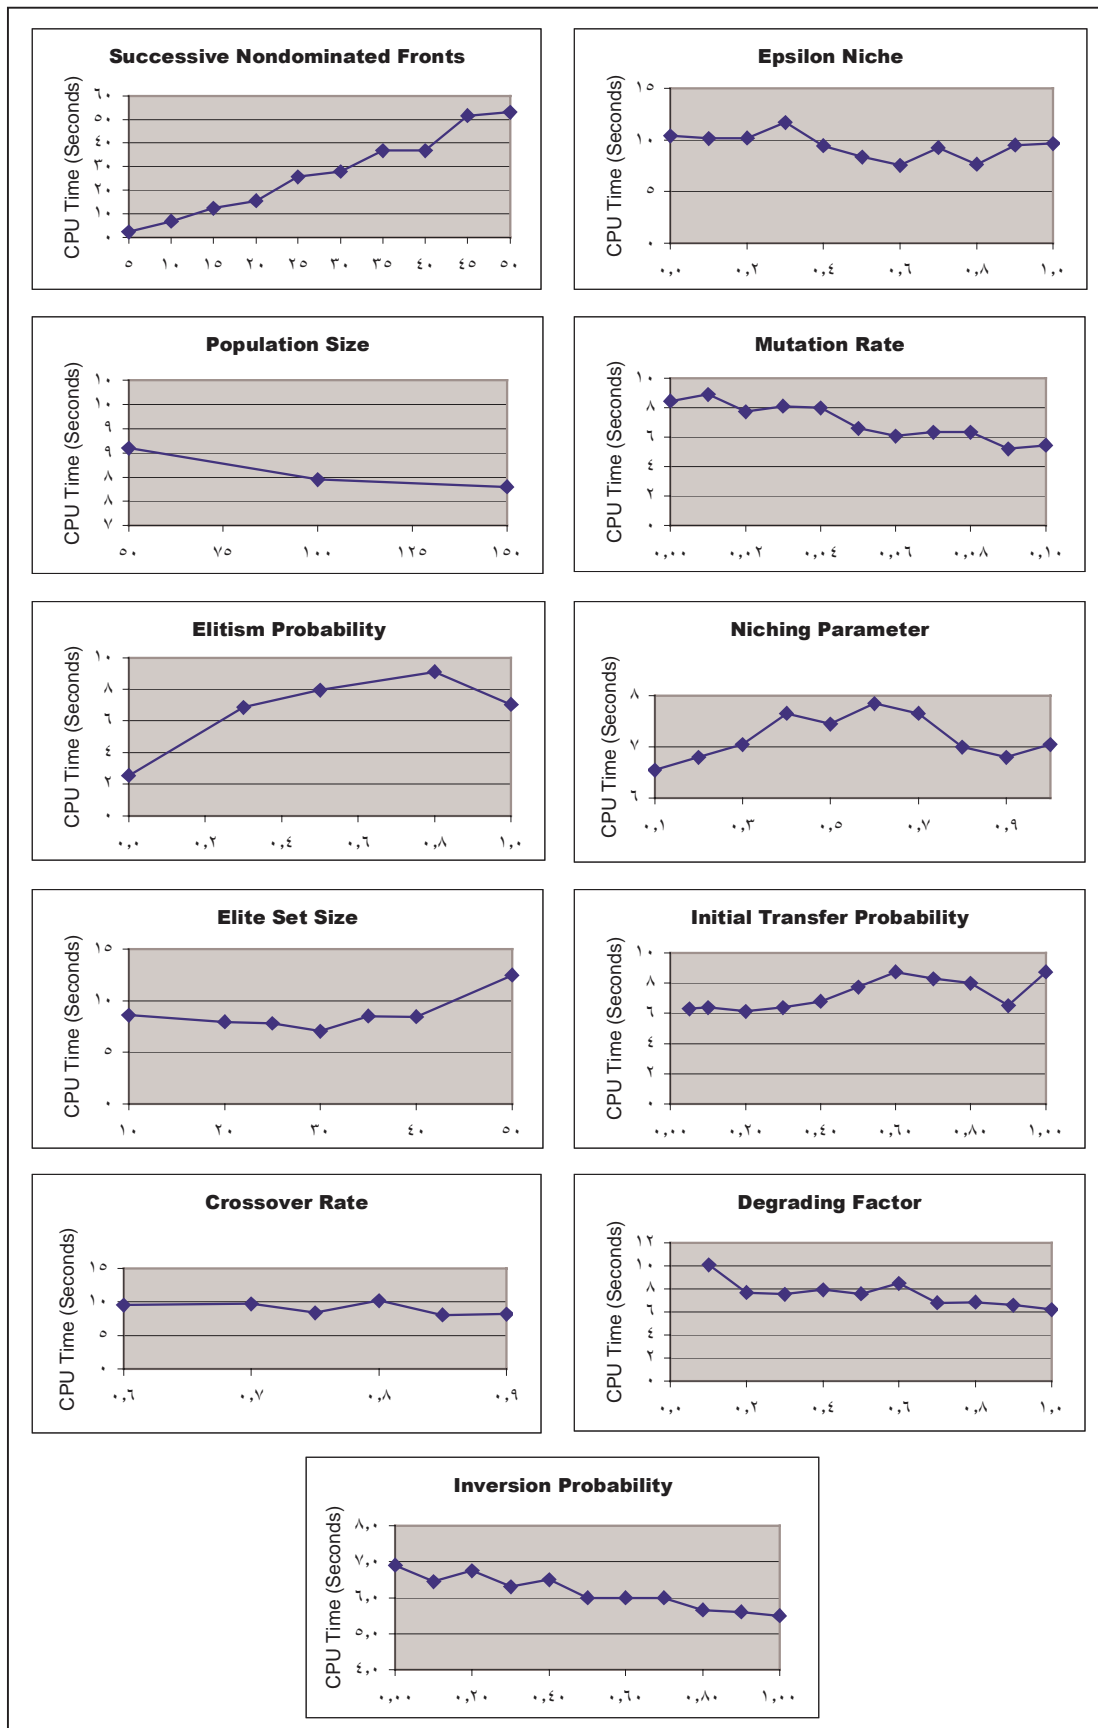 Successive Nondominated Fronts
CPU Time (Seconds)
٦٠
٥٠
٤٠
٣٠
٢٠
١٠
٠
٥ ١٠ ١٥ ٢٠ ٢٥ ٣٠ ٣٥ ٤٠ ٤٥ ٥٠
Epsilon Niche
CPU Time (Seconds)
١٥
١٠
٥
٠
٠,٠ ٠,٢ ٠,٤ ٠,٦ ٠,٨ ١,٠
Population Size
CPU Time (Seconds)
١٠
١٠
٩
٩
٨
٨
٧
٥٠ ٧٥ ١٠٠ ١٢٥ ١٥٠
Mutation Rate
CPU Time (Seconds)
١٠
٨
٦
٤
٢
٠
٠,٠٠ ٠,٠٢ ٠,٠٤ ٠,٠٦ ٠,٠٨ ٠,١٠
Elitism Probability
CPU Time (Seconds)
١٠
٨
٦
٤
٢
٠
٠,٠ ٠,٢ ٠,٤ ٠,٦ ٠,٨ ١,٠
Niching Parameter
CPU Time (Seconds)
٨
٧
٦
٠,١ ٠,٣ ٠,٥ ٠,٧ ٠,٩
Elite Set Size
CPU Time (Seconds)
١٥
١٠
٥
٠
١٠ ٢٠ ٣٠ ٤٠ ٥٠
Initial Transfer Probability
CPU Time (Seconds)
١٠
٨
٦
٤
٢
٠
٠,٠٠ ٠,٢٠ ٠,٤٠ ٠,٦٠ ٠,٨٠ ١,٠٠
Crossover Rate
CPU Time (Seconds)
١٥
١٠
٥
٠
٠,٦ ٠,٧ ٠,٨ ٠,٩
Degrading Factor
CPU Time (Seconds)
١٢
١٠
٨
٦
٤
٢
٠
٠,٠ ٠,٢ ٠,٤ ٠,٦ ٠,٨ ١,٠
Inversion Probability
CPU Time (Seconds)
٨,٠
٧,٠
٦,٠
٥,٠
٤,٠
٠,٠٠ ٠,٢٠ ٠,٤٠ ٠,٦٠ ٠,٨٠ ١,٠٠